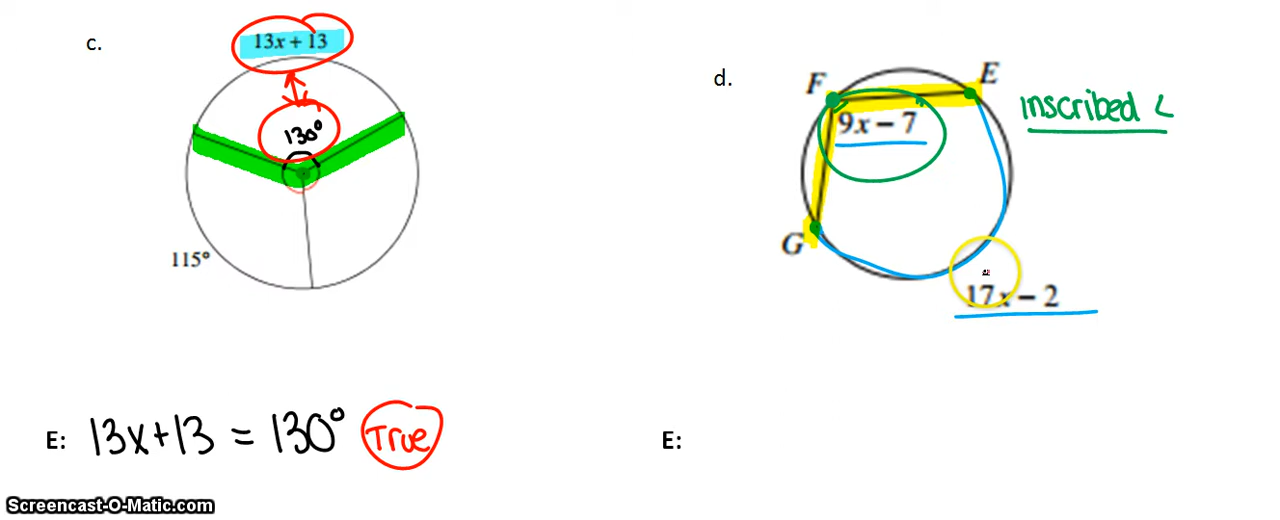 c.
13x + 13
130°
115°
E: 13x+13 = 130° True
d.
F
E
9x − 7
G
17x − 2
Inscribed <
E:
Screencast-O-Matic.com